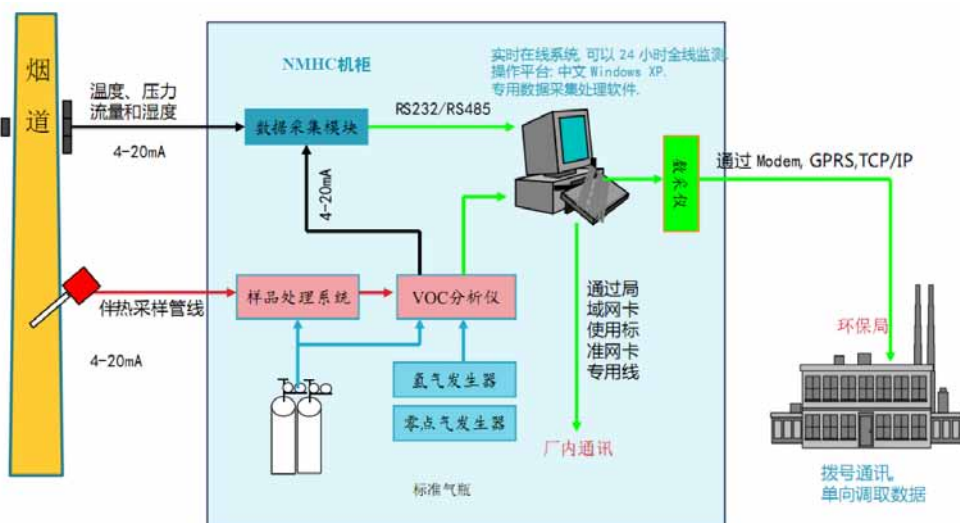 烟
道
温度、压力
流量和湿度
4-20mA
伴热采样管线
4-20mA
NMHC机柜
实时在线系统, 可以 24 小时全线监测.
操作平台: 中文 Windows XP.
专用数据采集处理软件.
数据采集模块
RS232/RS485
4-20mA
样品处理系统
VOC分析仪
氢气发生器
零点气发生器
标准气瓶
通过局
域网卡
使用标
准网卡
专用线
厂内通讯
数采仪
通过 Modem, GPRS,TCP/IP
环保局
拨号通讯,
单向调取数据